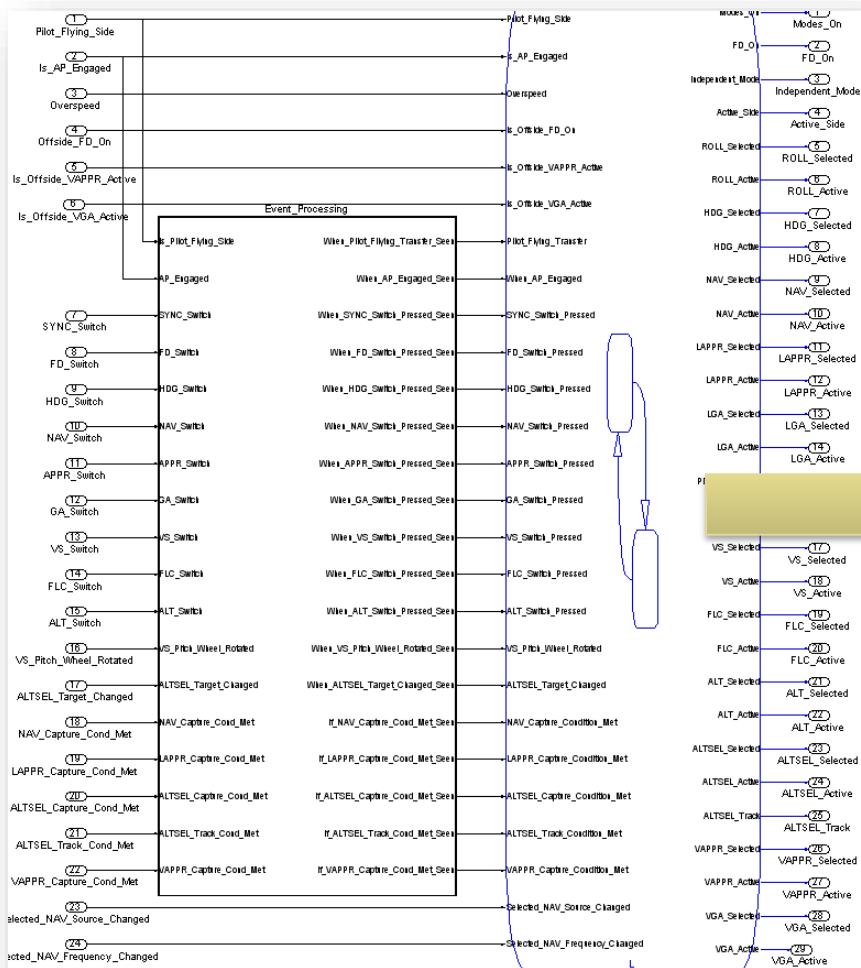 1
Pilot_Flying_Side
2
Is_AP_Engaged
3
Overspeed
4
Offside_FD_On
5
Is_Offside_VAPPR_Active
6
Is_Offside_VGA_Active
7
SYNC_Switch
8
FD_Switch
9
HDG_Switch
10
NAV_Switch
11
APPR_Switch
12
GA_Switch
13
VS_Switch
14
FLC_Switch
15
ALT_Switch
16
VS_Pitch_Wheel_Rotated
17
ALTSEL_Target_Changed
18
NAV_Capture_Cond_Met
19
LAPPR_Capture_Cond_Met
20
ALTSEL_Capture_Cond_Met
21
ALTSEL_Track_Cond_Met
22
VAPPR_Capture_Cond_Met
23
elected_NAV_Source_Changed
24
ected_NAV_Frequency_Changed
Event_Processing
Is_Pilot_Flying_Side
AP_Engaged
SYNC_Switch
FD_Switch
HDG_Switch
NAV_Switch
APPR_Switch
GA_Switch
VS_Switch
FLC_Switch
ALT_Switch
VS_Pitch_Wheel_Rotated
ALTSEL_Target_Changed
NAV_Capture_Cond_Met
LAPPR_Capture_Cond_Met
ALTSEL_Capture_Cond_Met
ALTSEL_Track_Cond_Met
VAPPR_Capture_Cond_Met
When_Pilot_Flying_Transfer_Seen
When_AP_Engaged_Seen
When_SYNC_Switch_Pressed_Seen
When_FD_Switch_Pressed_Seen
When_HDG_Switch_Pressed_Seen
When_NAV_Switch_Pressed_Seen
When_APPR_Switch_Pressed_Seen
When_GA_Switch_Pressed_Seen
When_VS_Switch_Pressed_Seen
When_FLC_Switch_Pressed_Seen
When_ALT_Switch_Pressed_Seen
When_VS_Pitch_Wheel_Rotated_Seen
When_ALTSEL_Target_Changed_Seen
If_NAV_Capture_Cond_Met_Seen
If_LAPPR_Capture_Cond_Met_Seen
If_ALTSEL_Capture_Cond_Met_Seen
If_ALTSEL_Track_Cond_Met_Seen
If_VAPPR_Capture_Cond_Met_Seen
Pilot_Flying_Side
Is_AP_Engaged
Overspeed
Is_Offside_FD_On
Is_Offside_VAPPR_Active
Is_Offside_VGA_Active
Pilot_Flying_Transfer
When_AP_Engaged
SYNC_Switch_Pressed
FD_Switch_Pressed
HDG_Switch_Pressed
NAV_Switch_Pressed
APPR_Switch_Pressed
GA_Switch_Pressed
VS_Switch_Pressed
FLC_Switch_Pressed
ALT_Switch_Pressed
VS_Pitch_Wheel_Rotated
ALTSEL_Target_Changed
NAV_Capture_Condition_Met
LAPPR_Capture_Condition_Met
ALTSEL_Capture_Condition_Met
ALTSEL_Track_Condition_Met
VAPPR_Capture_Condition_Met
Selected_NAV_Source_Changed
Selected_NAV_Frequency_Changed
Modes_On
FD_On
Independent_Mode
Active_Side
ROLL_Selected
ROLL_Active
HDG_Selected
HDG_Active
NAV_Selected
NAV_Active
LAPPR_Selected
LAPPR_Active
LGA_Selected
LGA_Active
VS_Selected
VS_Active
FLC_Selected
FLC_Active
ALT_Selected
ALT_Active
ALTSEL_Selected
ALTSEL_Active
ALTSEL_Track
VAPPR_Selected
VAPPR_Active
VGA_Selected
VGA_Active
1
Modes_On
2
FD_On
3
Independent_Mode
4
Active_Side
5
ROLL_Selected
6
ROLL_Active
7
HDG_Selected
8
HDG_Active
9
NAV_Selected
10
NAV_Active
11
LAPPR_Selected
12
LAPPR_Active
13
LGA_Selected
14
LGA_Active
17
VS_Selected
18
VS_Active
19
FLC_Selected
20
FLC_Active
21
ALT_Selected
22
ALT_Active
23
ALTSEL_Selected
24
ALTSEL_Active
25
ALTSEL_Track
26
VAPPR_Selected
27
VAPPR_Active
28
VGA_Selected
29
VGA_Active